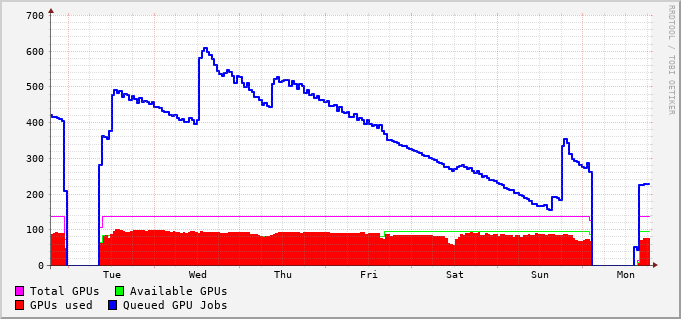 700
600
500
400
300
200
100
0
Tue Wed Thu Fri Sat Sun Mon
Total GPUs Available GPUs
GPUs used Queued GPU Jobs
RRDTOOL / TOBI OETIKER